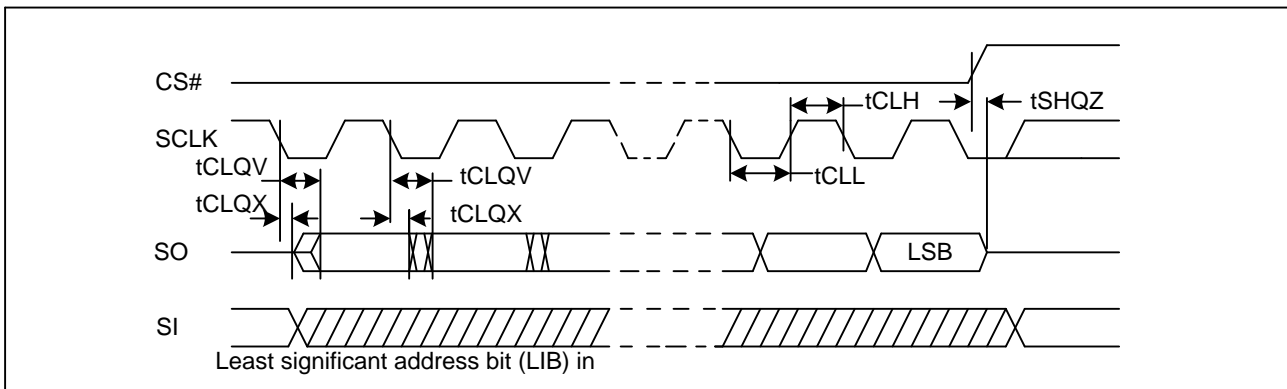 CS#
tCLH
tSHQZ
SCLK
tCLQV
tCLQV
tCLL
tCLQX
tCLQX
SO
LSB
SI
Least significant address bit (LIB) in